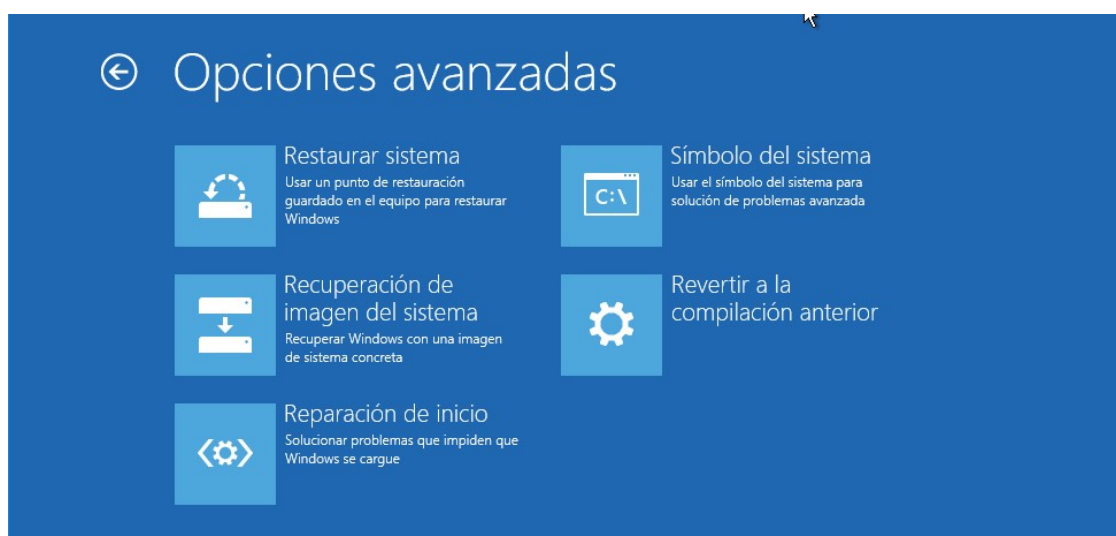 Opciones avanzadas
Restaurar sistema
Usar un punto de restauración
guardado en el equipo para restaurar
Windows
Símbolo del sistema
Usar el símbolo del sistema para
solución de problemas avanzada
C:\
Recuperación de
imagen del sistema
Recuperar Windows con una imagen
de sistema concreta
Revertir a la
compilación anterior
Reparación de inicio
Solucionar problemas que impiden que
Windows se cargue